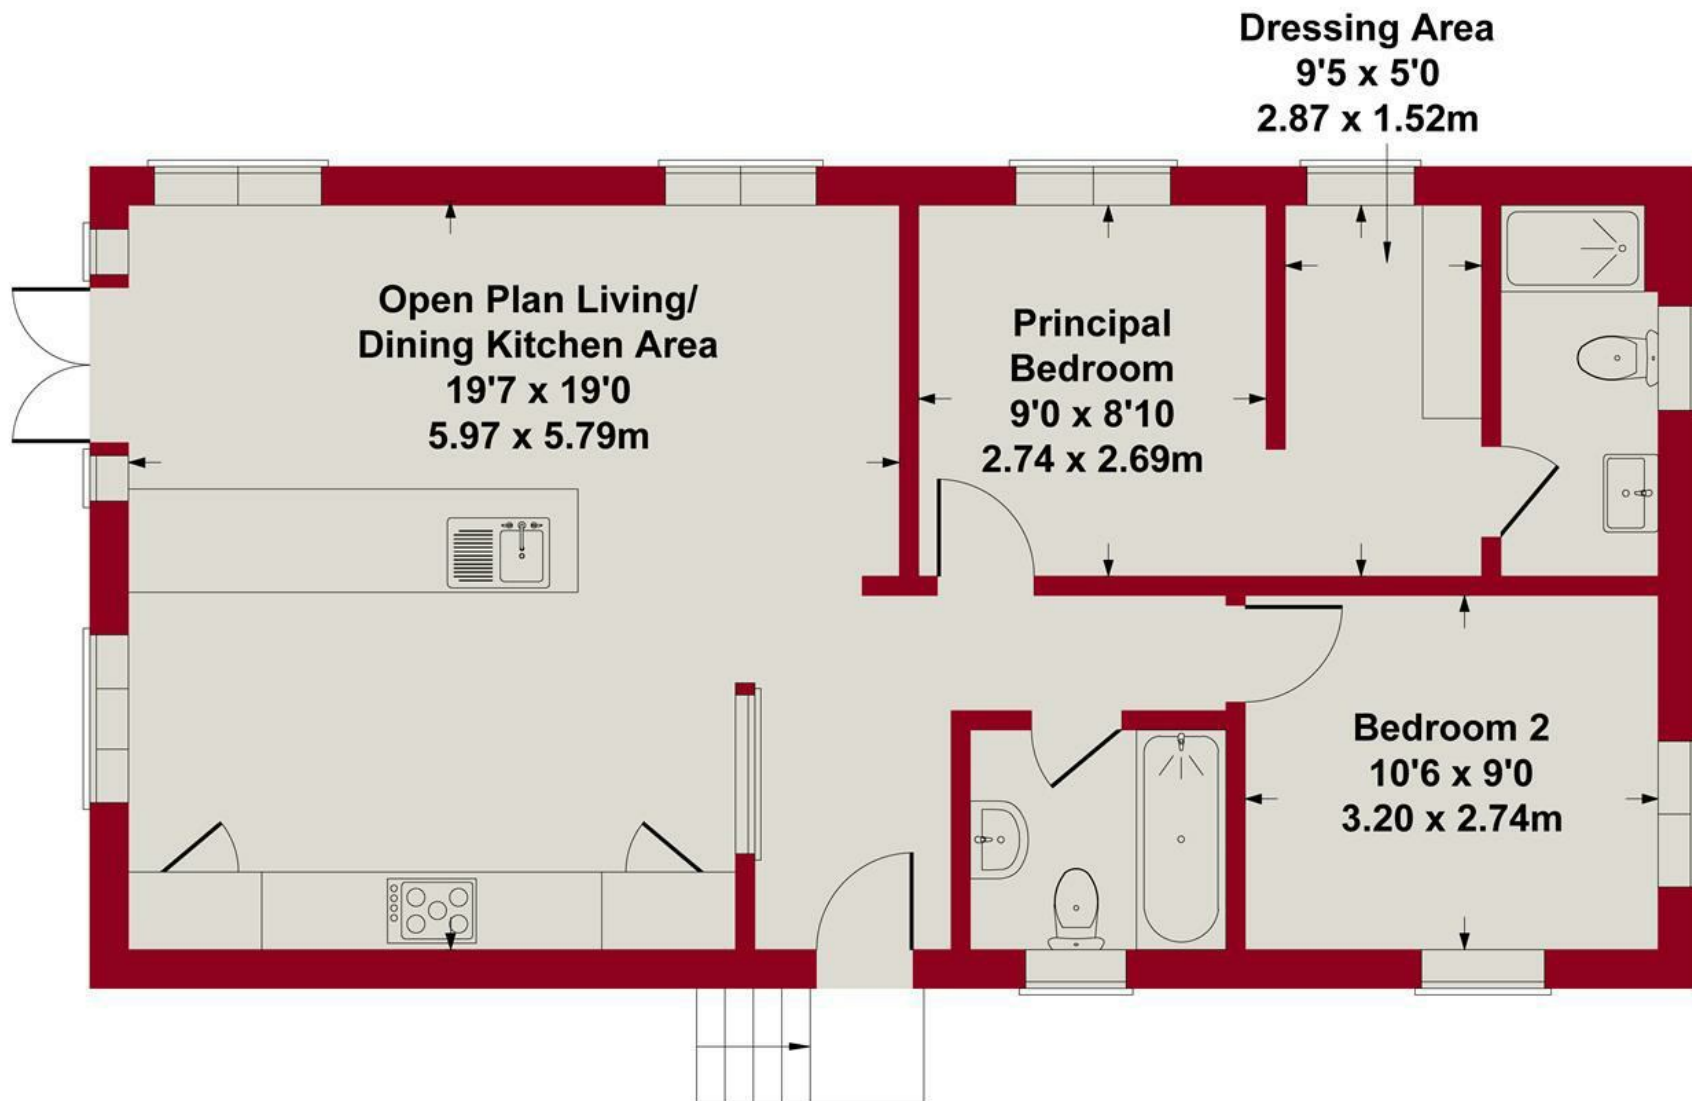 Dressing Area
9'5 x 5'0
2.87 x 1.52m
Open Plan Living/
Dining Kitchen Area
19'7 x 19'0
5.97 x 5.79m
Principal
Bedroom
9'0 x 8'10
2.74 x 2.69m
Bedroom 2
10'6 x 9'0
3.20 x 2.74m